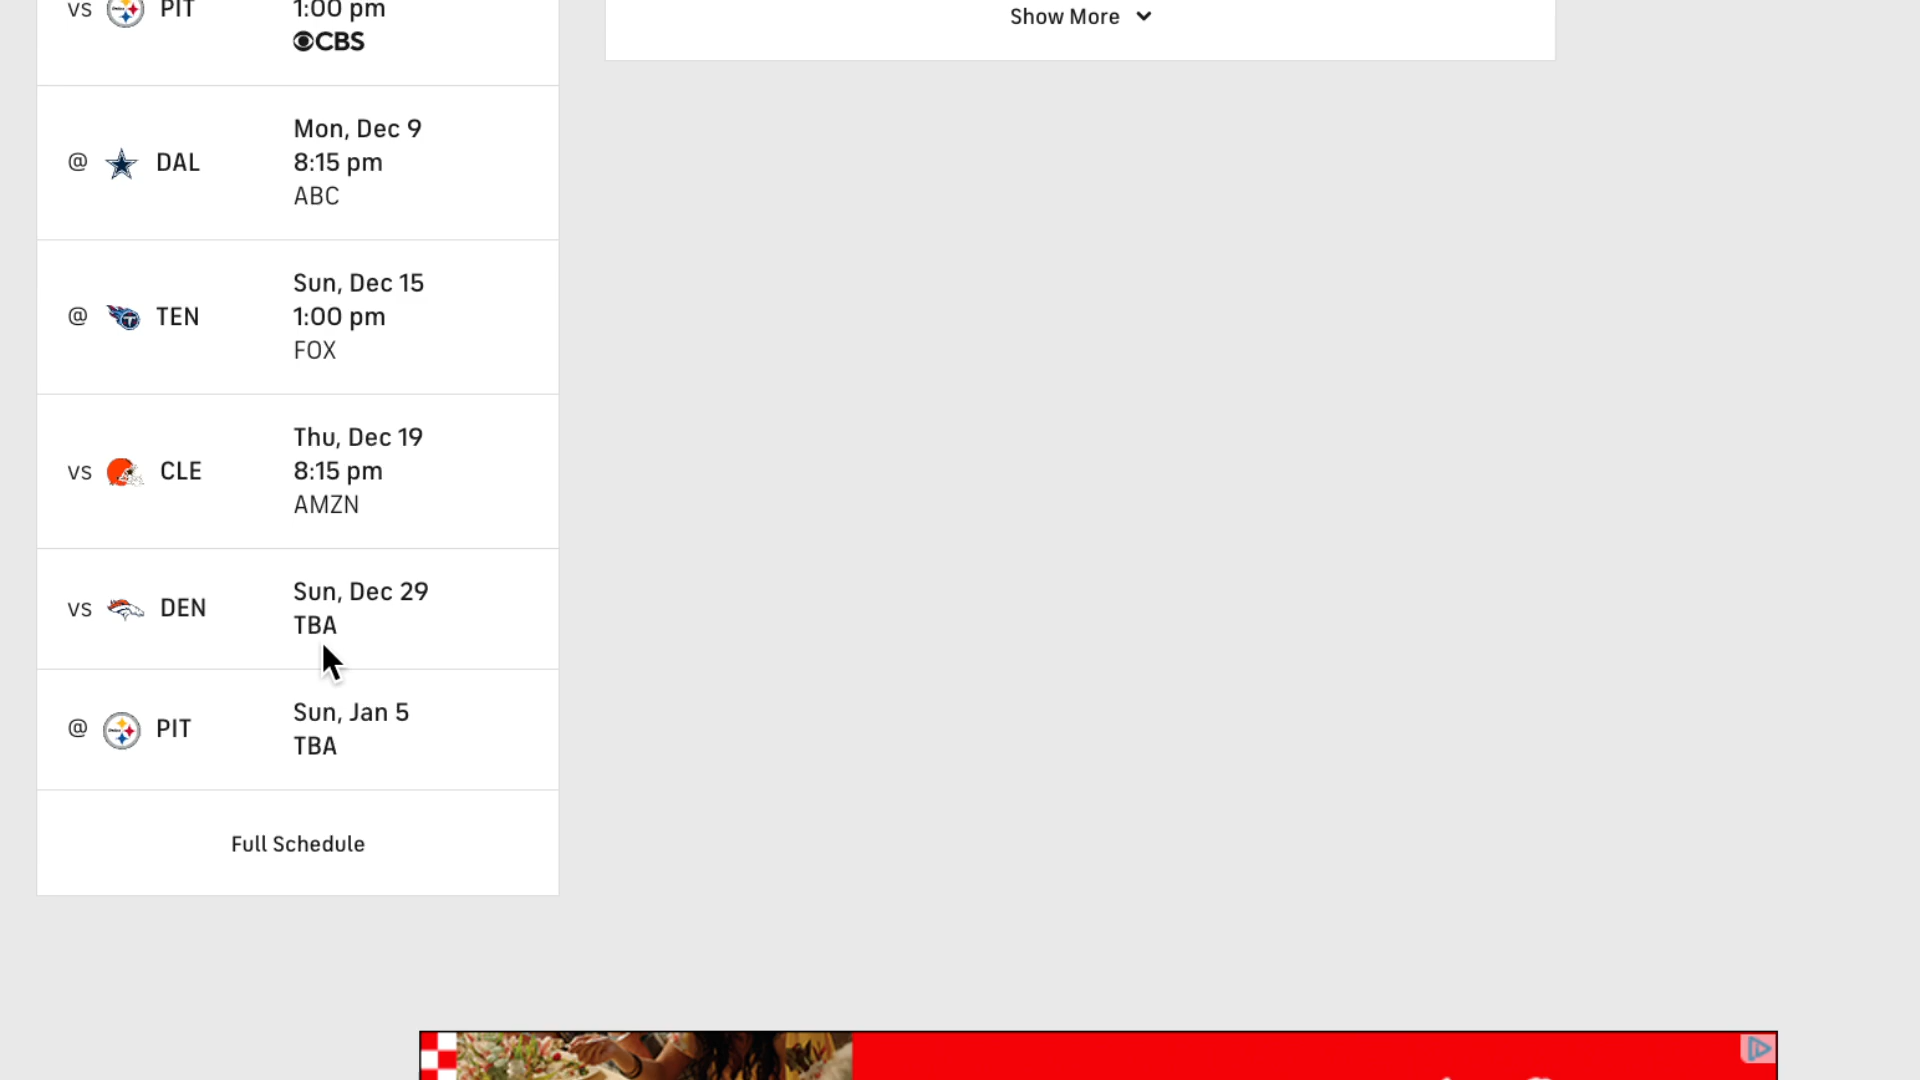 vs PIT
1:00 pm
CBS
Show More
Mon, Dec 9
@ DAL
8:15 pm
ABC
Sun, Dec 15
@ TEN
1:00 pm
FOX
Thu, Dec 19
vs CLE
8:15 pm
AMZN
Sun, Dec 29
vs DEN
TBA
Sun, Jan 5
@ PIT
TBA
Full Schedule